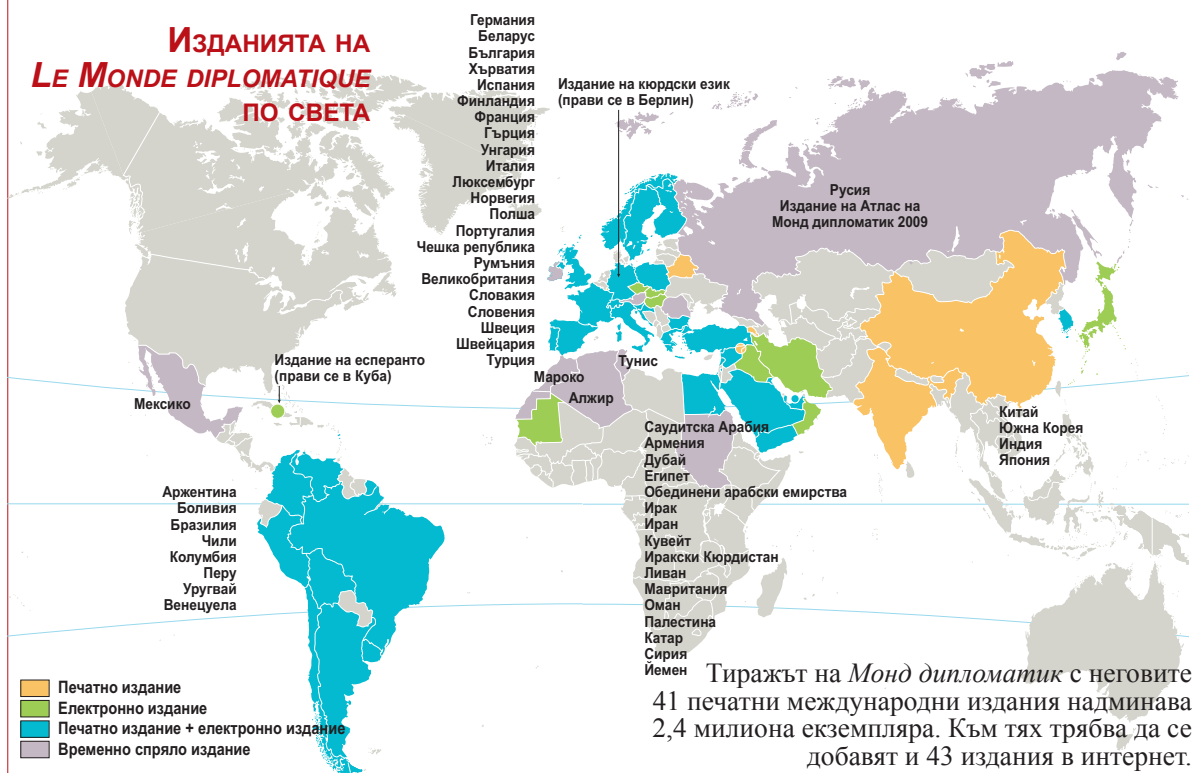 Изданията на
Le Monde diplomatique
по света
Германия
Беларус
България
Хърватия
Испания
Финландия
Франция
Гърция
Унгария
Италия
Люксембург
Норвегия
Полша
Португалия
Чешка република
Румъния
Великобритания
Словакия
Словения
Швеция
Швейцария
Турция
Издание на кюрдски език
(прави се в Берлин)
Русия
Издание на Атлас на
Монд дипломатик 2009
Издание на есперанто
(прави се в Куба)
Мексико
Тунис
Мароко
Алжир
Китай
Южна Корея
Индия
Япония
Саудитска Арабия
Армения
Дубай
Египет
Обединени арабски емирства
Ирак
Иран
Кувейт
Иракски Кюрдистан
Ливан
Мавритания
Оман
Палестина
Катар
Сирия
Йемен
Аржентина
Боливия
Бразилия
Чили
Колумбия
Перу
Уругвай
Венецуела
Печатно издание
Електронно издание
Печатно издание + електронно издание
Временно спряло издание
Тиражът на Монд дипломатик с неговите
41 печатни международни издания надминава
2,4 милиона екземпляра. Към тях трябва да се
добавят и 43 издания в интернет.